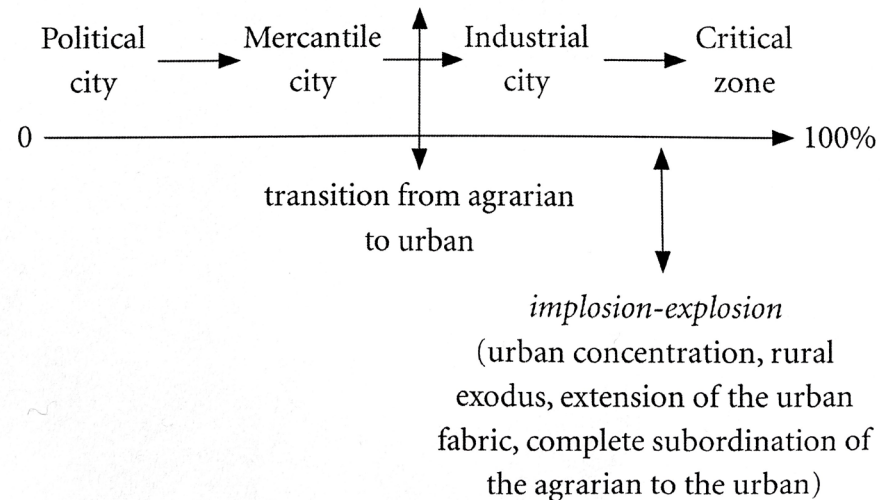 Political Mercantile Industrial Critical
city city city zone
0 100%
transition from agrarian
to urban
implosion-explosion
(urban concentration, rural
exodus, extension of the urban
fabric, complete subordination of
the agrarian to the urban)